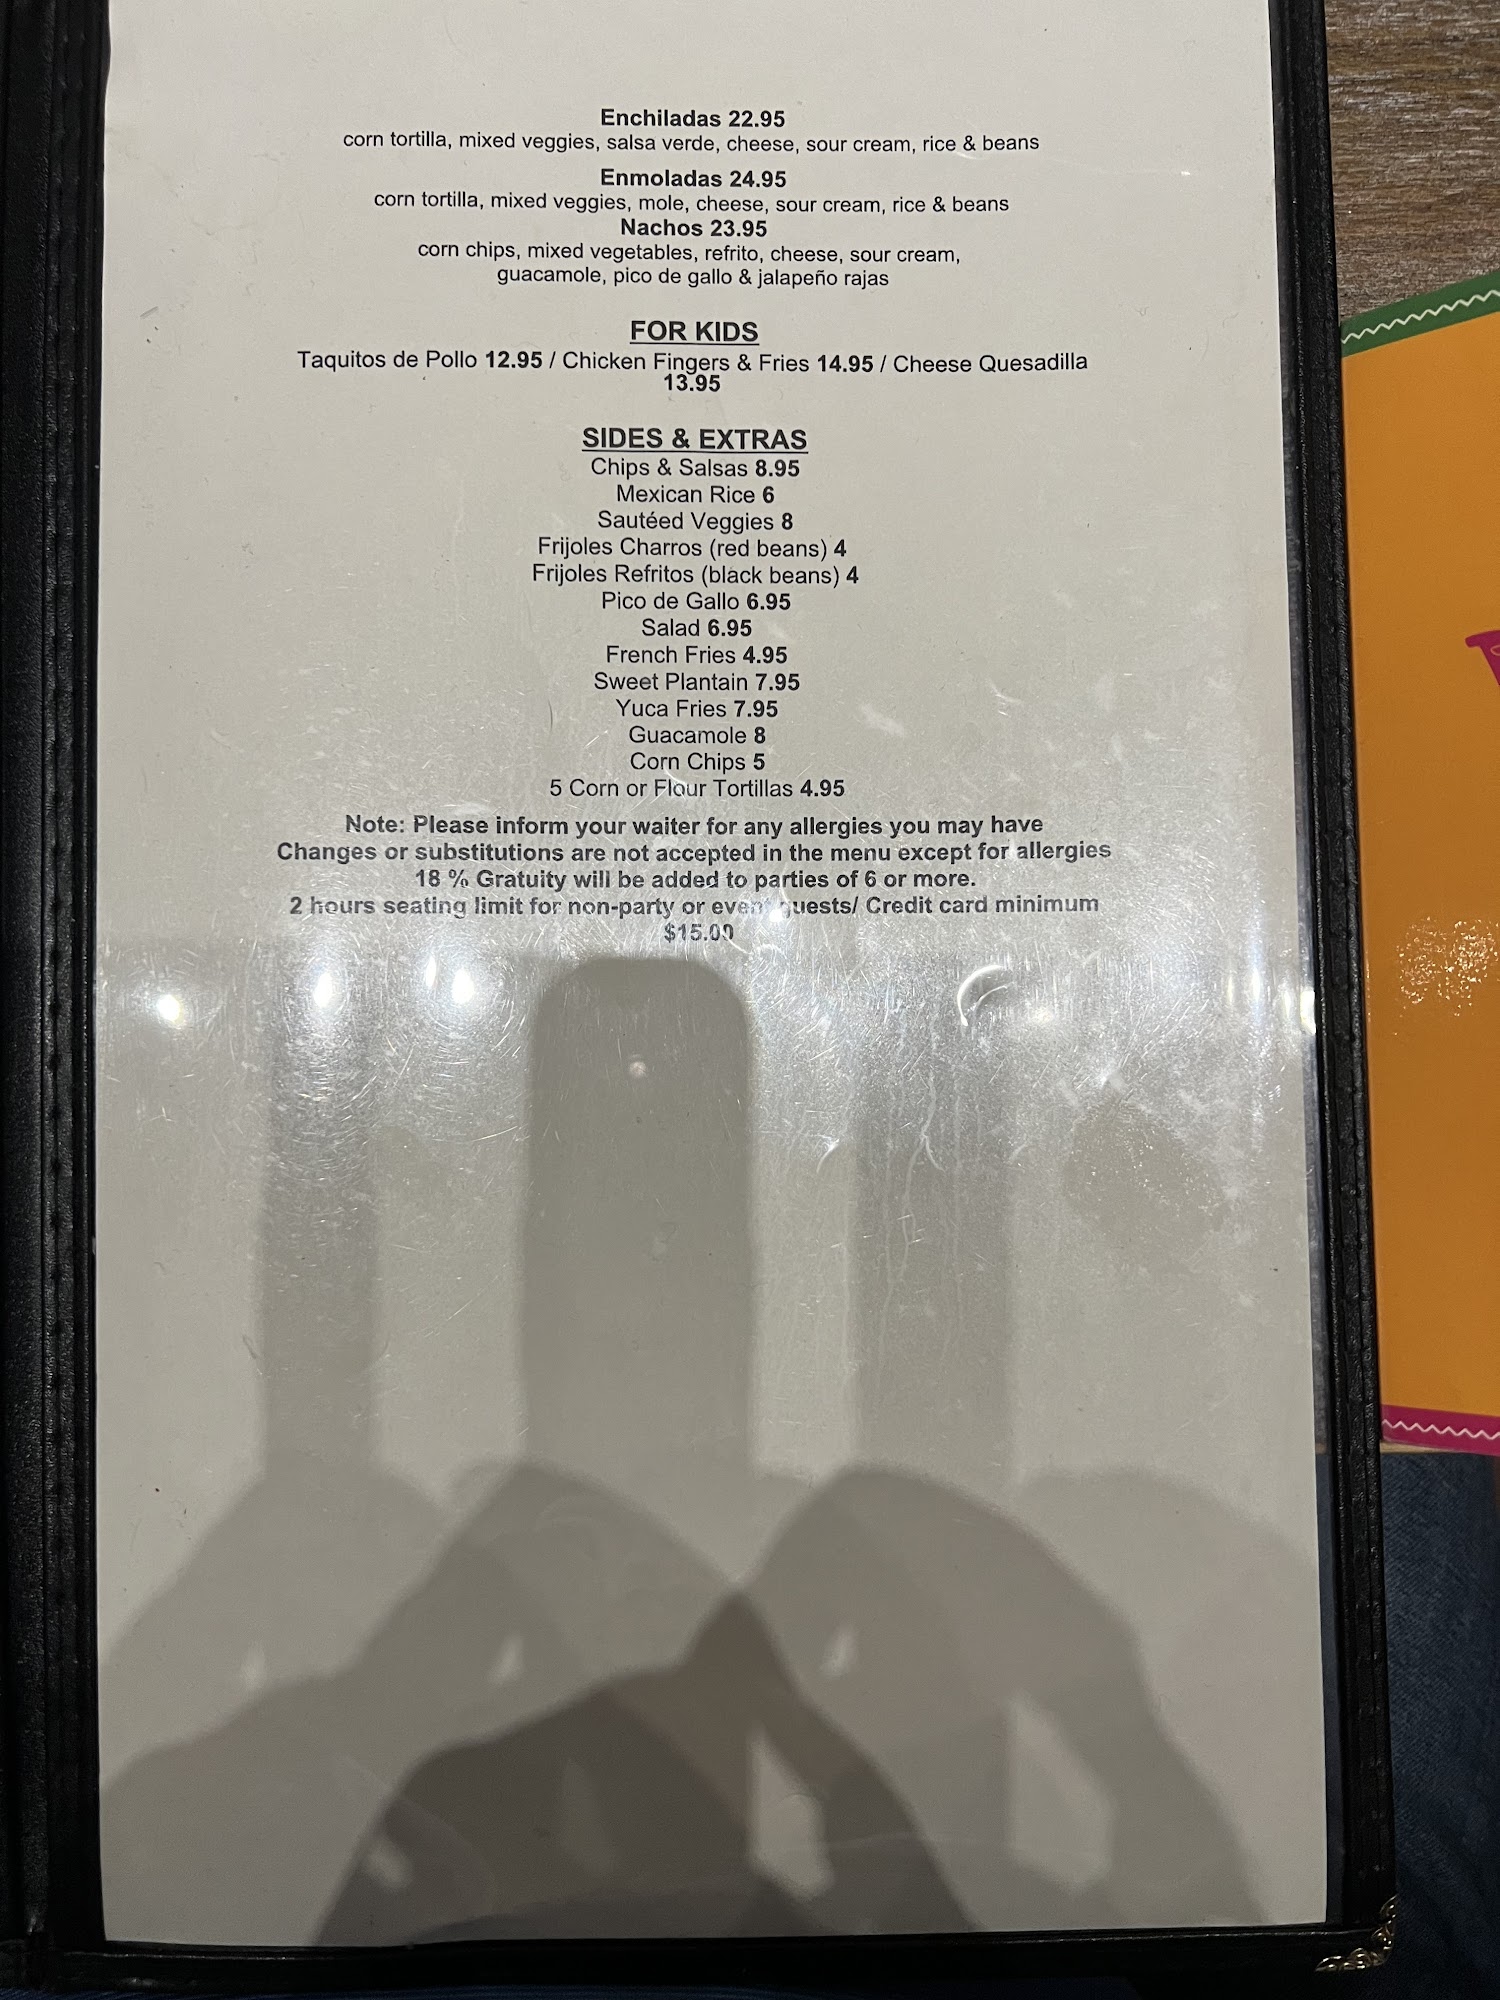 Enchiladas 22.95
corn tortilla, mixed veggies, salsa verde, cheese, sour cream, rice & beans
Enmoladas 24.95
corn tortilla, mixed veggies, mole, cheese, sour cream, rice & beans
Nachos 23.95
corn chips, mixed vegetables, refrito, cheese, sour cream,
guacamole, pico de gallo & jalapeño rajas
FOR KIDS
Taquitos de Pollo 12.95 / Chicken Fingers & Fries 14.95 / Cheese Quesadilla
13.95
SIDES & EXTRAS
Chips & Salsas 8.95
Mexican Rice 6
Sautéed Veggies 8
Frijoles Charros (red beans) 4
Frijoles Refritos (black beans) 4
Pico de Gallo 6.95
Salad 6.95
French Fries 4.95
Sweet Plantain 7.95
Yuca Fries 7.95
Guacamole 8
Corn Chips 5
5 Corn or Flour Tortillas 4.95
Note: Please inform your waiter for any allergies you may have
Changes or substitutions are not accepted in the menu except for allergies
18 % Gratuity will be added to parties of 6 or more.
2 hours seating limit for non-party or event guests/ Credit card minimum
$15.00